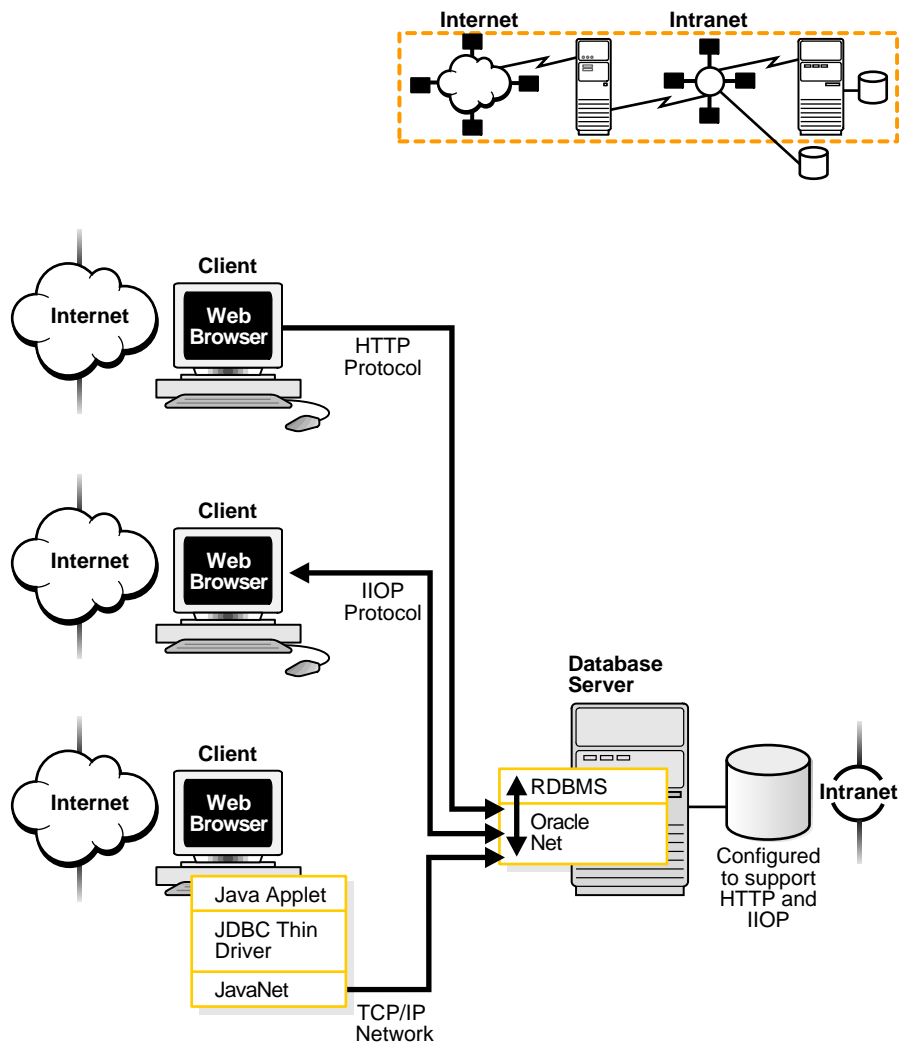 Internet
Intranet
Client
Internet
Web
Browser
HTTP
Protocol
Client
Internet
Web
Browser
IIOP
Protocol
Database
Server
Client
Internet
Web
Browser
RDBMS
Oracle
Net
Intranet
Configured
to support
HTTP and
IIOP
Java Applet
JDBC Thin
Driver
JavaNet
TCP/IP
Network